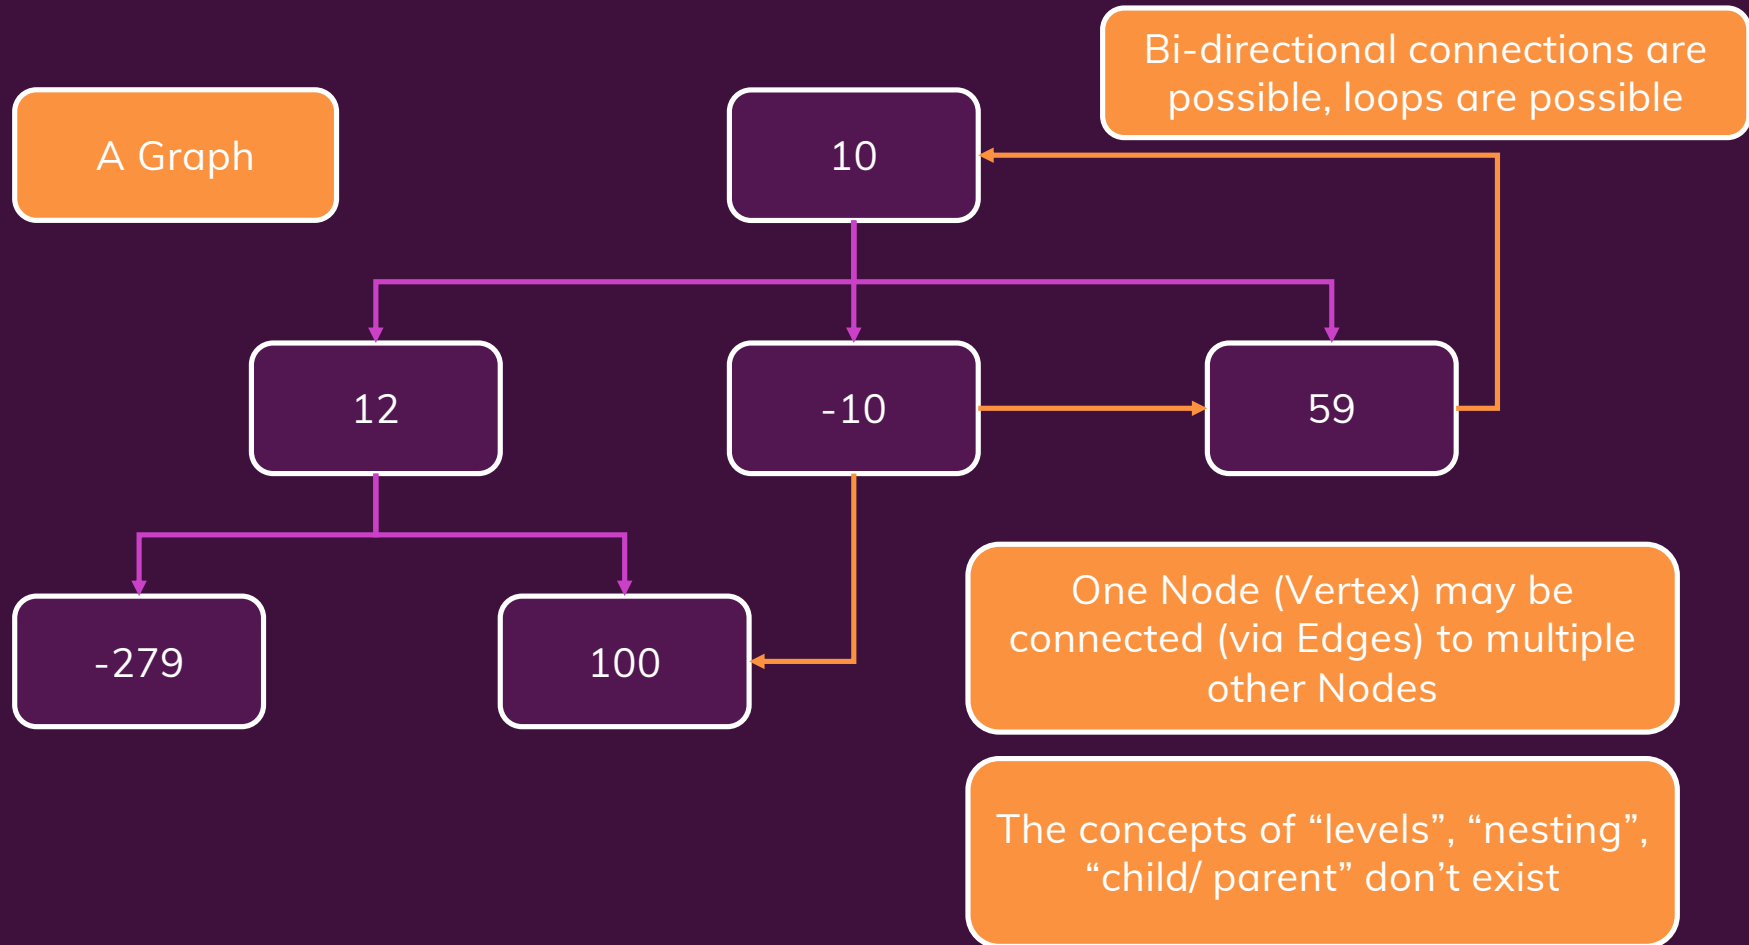 Bi-directional connections are
possible, loops are possible
A Graph
10
12
-10
59
-279
100
One Node (Vertex) may be
connected (via Edges) to multiple
other Nodes
The concepts of “levels”, “nesting”,
“child/ parent” don’t exist